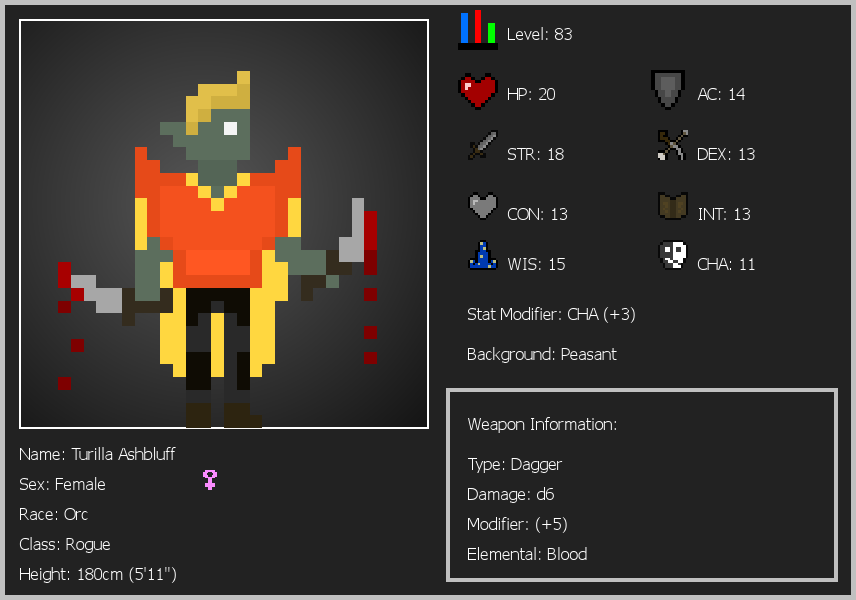 Level: 83
HP: 20
AC: 14
STR: 18
DEX: 13
CON: 13
INT: 13
WIS: 15
CHA: 11
Stat Modifier: CHA (+3)
Background: Peasant
Weapon Information:
Type: Dagger
Damage: d6
Modifier: (+5)
Elemental: Blood
Name: Turilla Ashbluff
Sex: Female
Race: Orc
Class: Rogue
Height: 180cm (5'11")